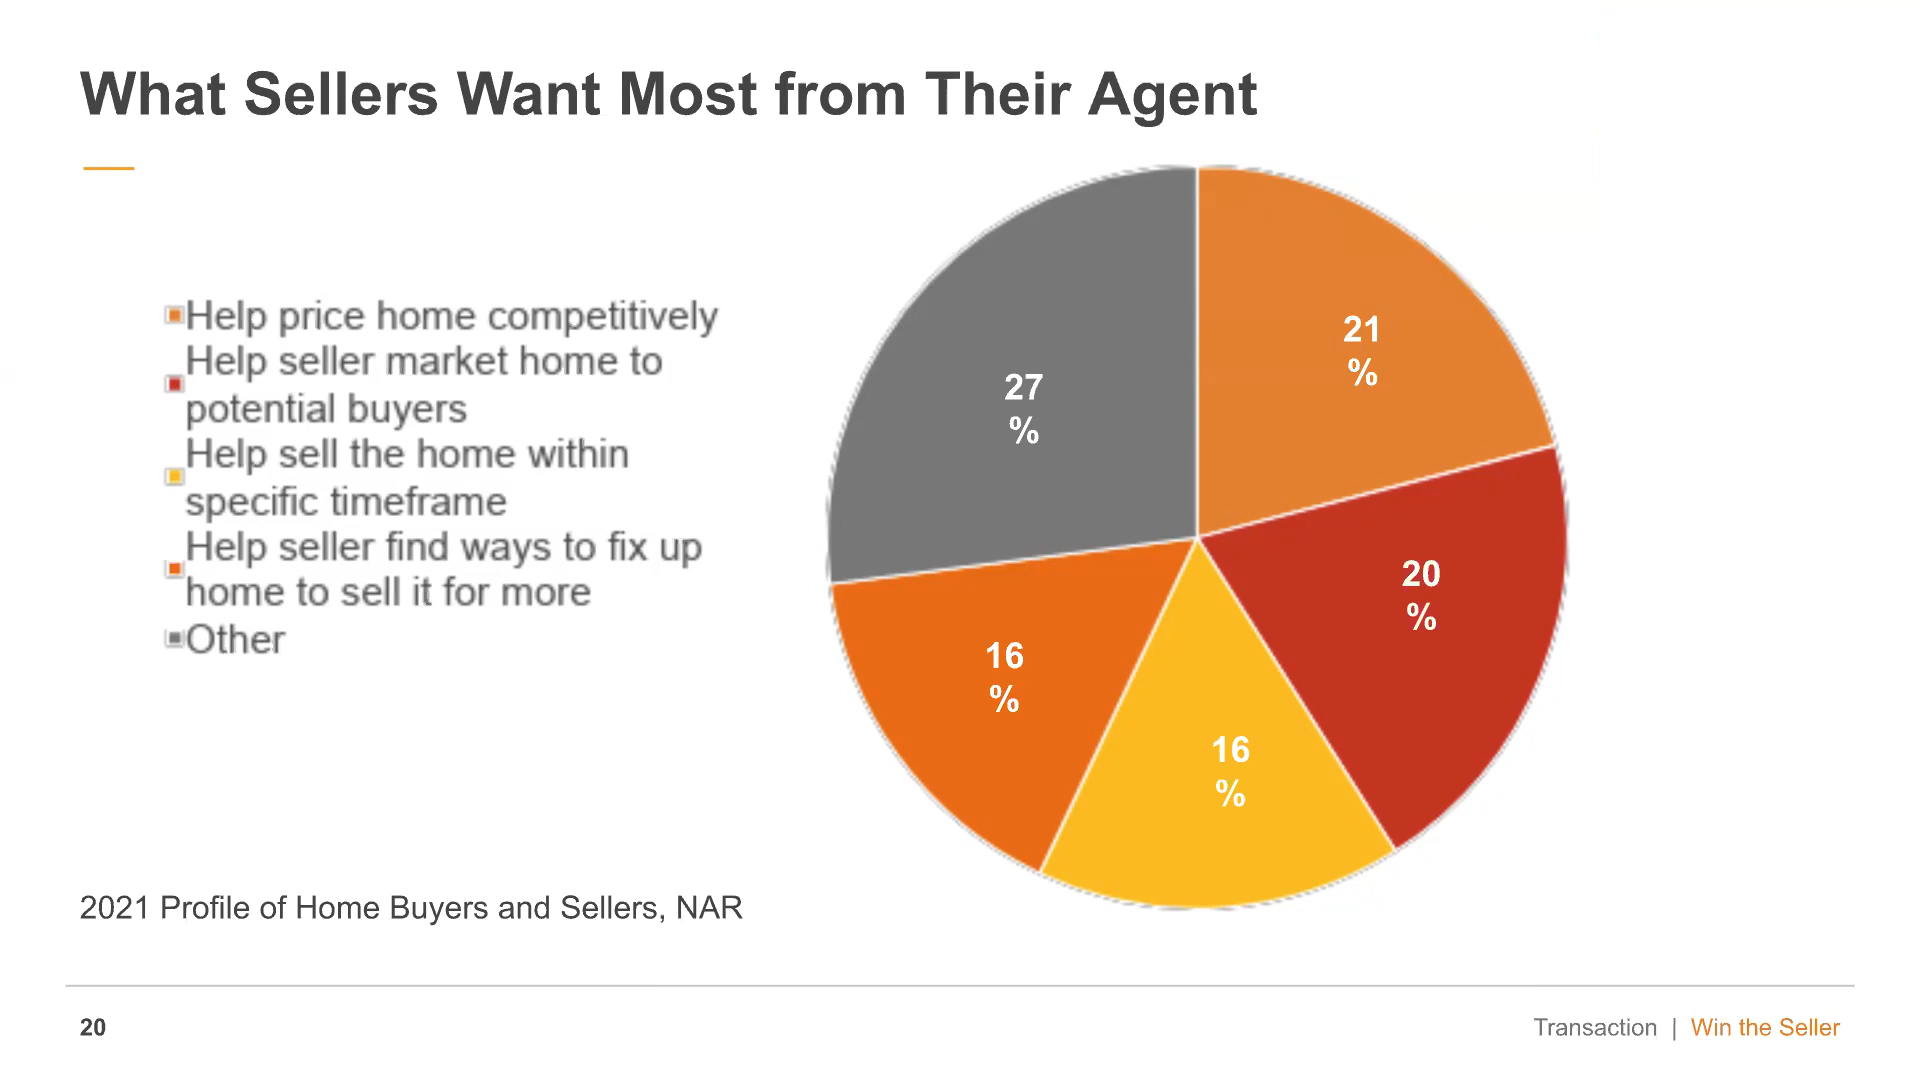 What Sellers Want Most from Their Agent
Help price home competitively
Help seller market home to
potential buyers
Help sell the home within
specific timeframe
Help seller find ways to fix up
home to sell it for more
Other
21
%
20
%
16
%
16
%
27
%
2021 Profile of Home Buyers and Sellers, NAR
20
Transaction | Win the Seller